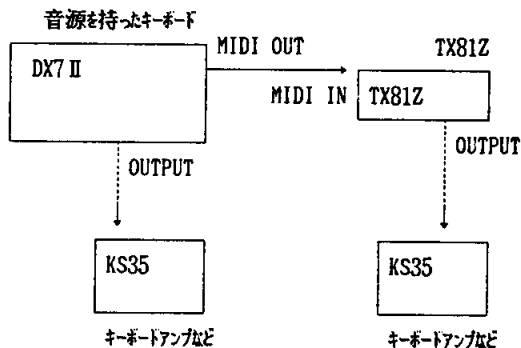 音源を持ったキーボード
DX7Ⅱ
MIDI OUT
TX81Z
MIDI IN
TX81Z
OUTPUT
OUTPUT
KS35
KS35
キーボードアンプなど
キーボードアンプなど